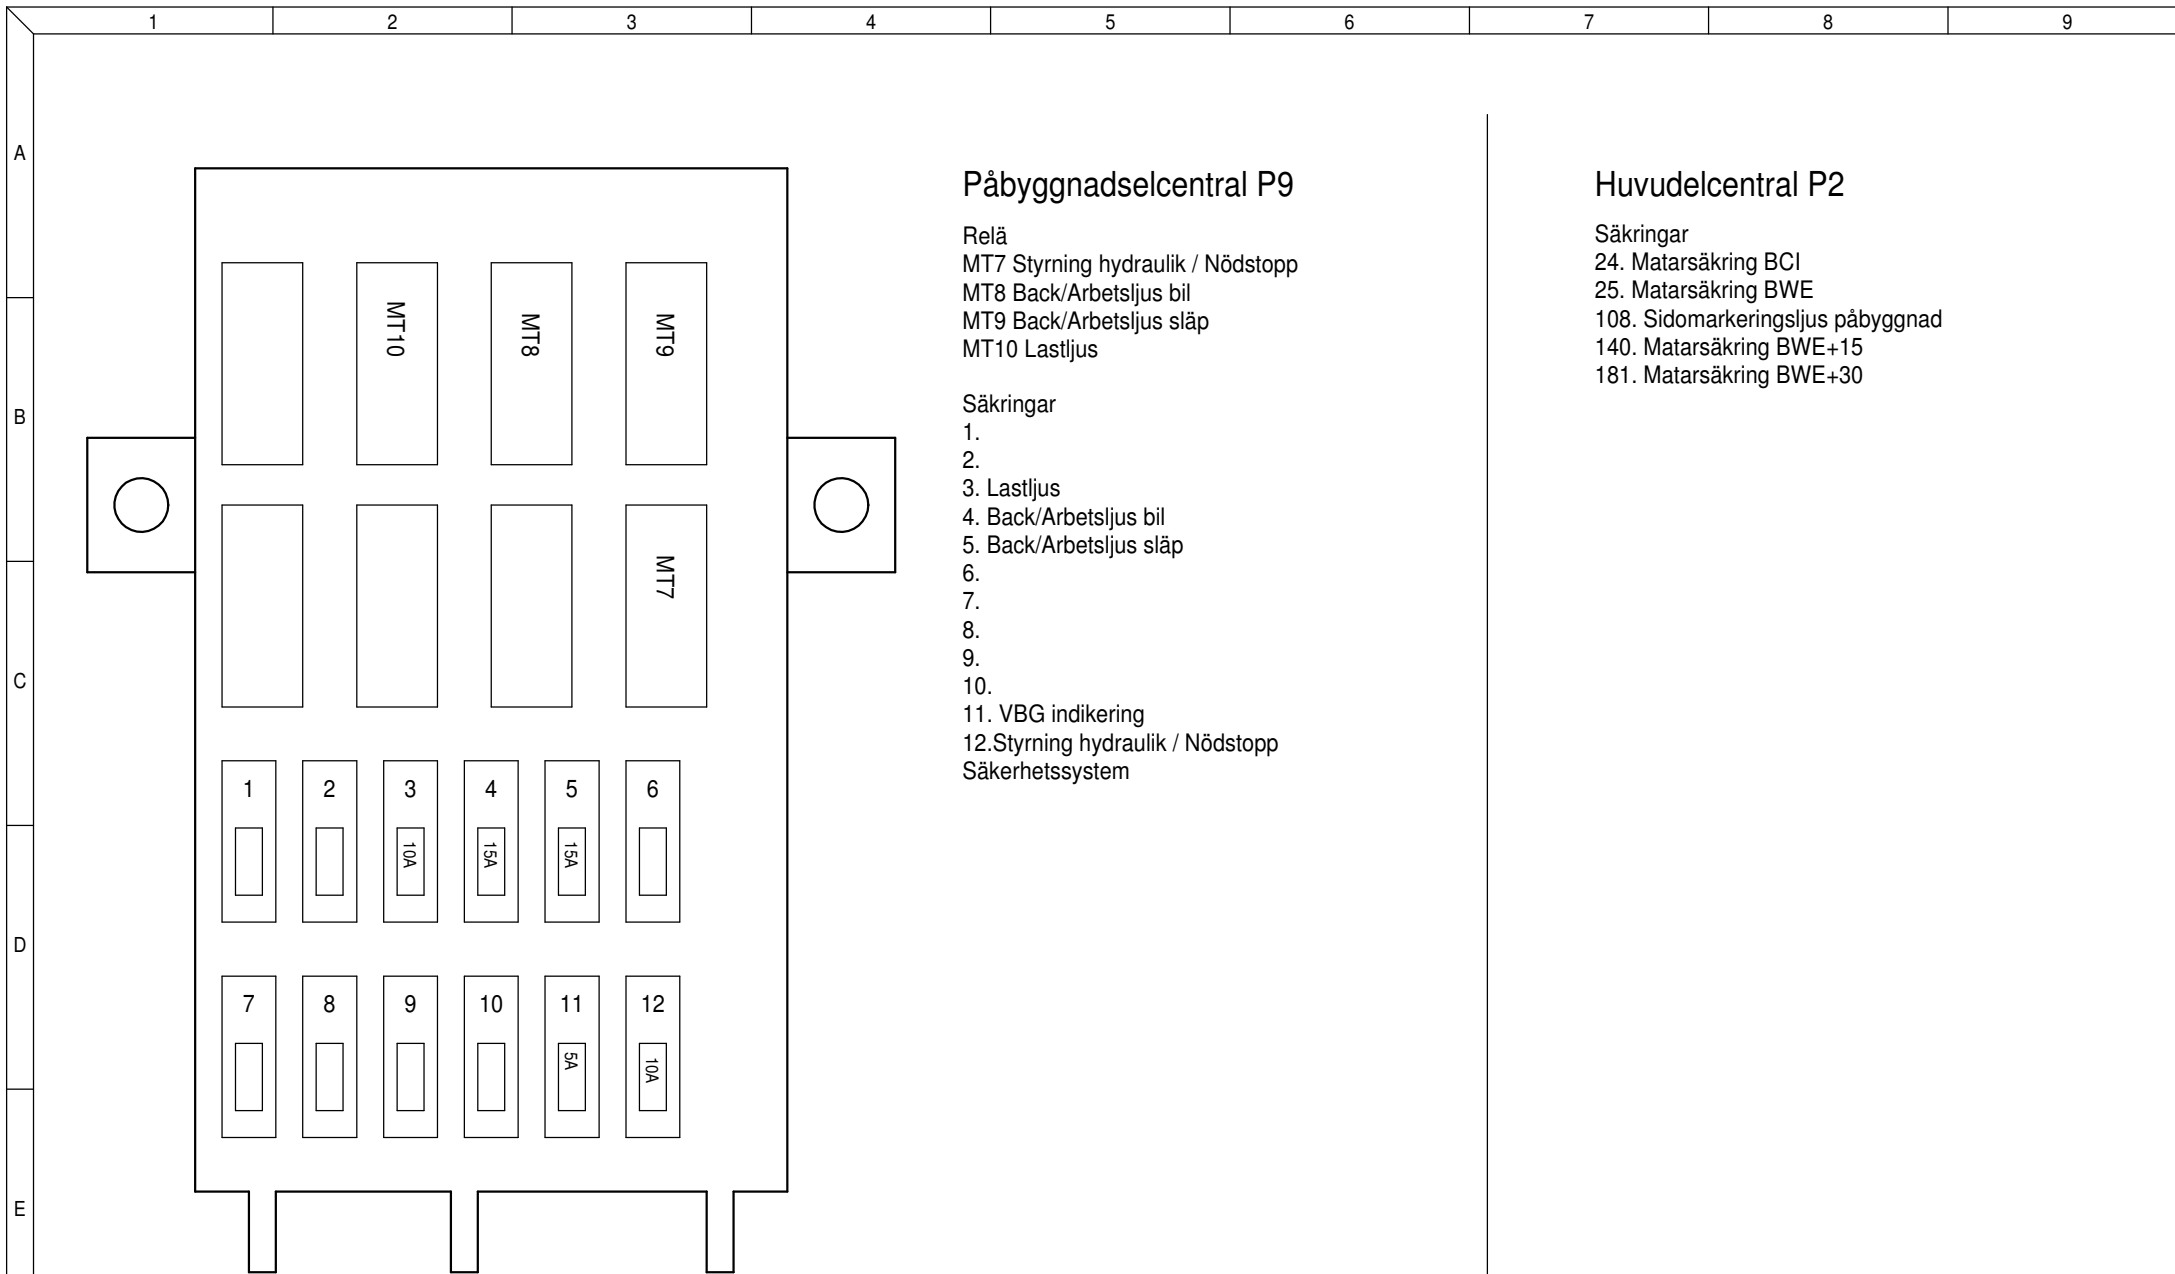 1 2 3 4 5 6 7 8 9
A
B
C
D
E
MT10 MT8 MT9
MT7
1 2 3 4 5 6
10A 15A 15A
7 8 9 10 11 12
5A 10A
Påbyggnadselcentral P9
Relä
MT7 Styrning hydraulik / Nödstopp
MT8 Back/Arbetsljus bil
MT9 Back/Arbetsljus släp
MT10 Lastljus
Säkringar
1.
2.
3. Lastljus
4. Back/Arbetsljus bil
5. Back/Arbetsljus släp
6.
7.
8.
9.
10.
11. VBG indikering
12.Styrning hydraulik / Nödstopp
Säkerhetssystem
Huvudelcentral P2
Säkringar
24. Matarsäkring BCI
25. Matarsäkring BWE
108. Sidomarkeringsljus påbyggnad
140. Matarsäkring BWE+15
181. Matarsäkring BWE+30